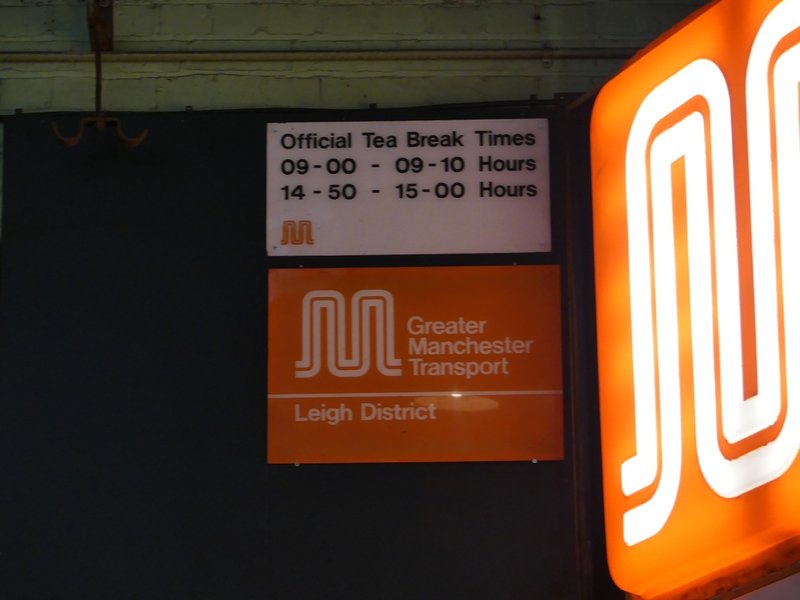 Official Tea Break Times
09-00 - 09-10 Hours
14-50 - 15-00 Hours
Greater
Manchester
Transport
Leigh District